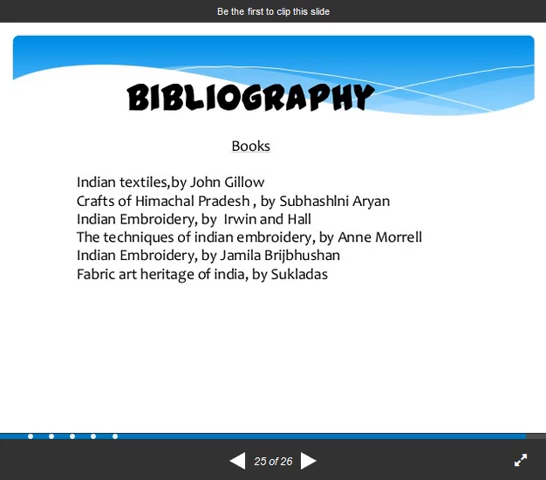 Be the first to clip this slide
BIBLIOGRAPHY
Books
Indian textiles,by John Gillow
Crafts of Himachal Pradesh , by Subhashlni Aryan
Indian Embroidery, by  Irwin and Hall
The techniques of indian embroidery, by Anne Morrell
Indian Embroidery, by Jamila Brijbhushan
Fabric art heritage of india, by Sukladas
25 of 26